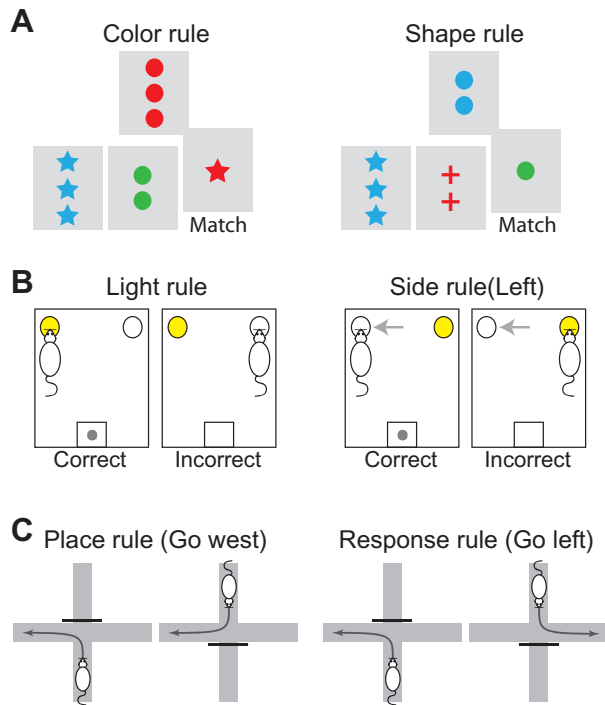 A
Color rule
Shape rule
Match
Match
B
Light rule
Side rule(Left)
Correct
Incorrect
Correct
Incorrect
C
Place rule (Go west)
Response rule (Go left)